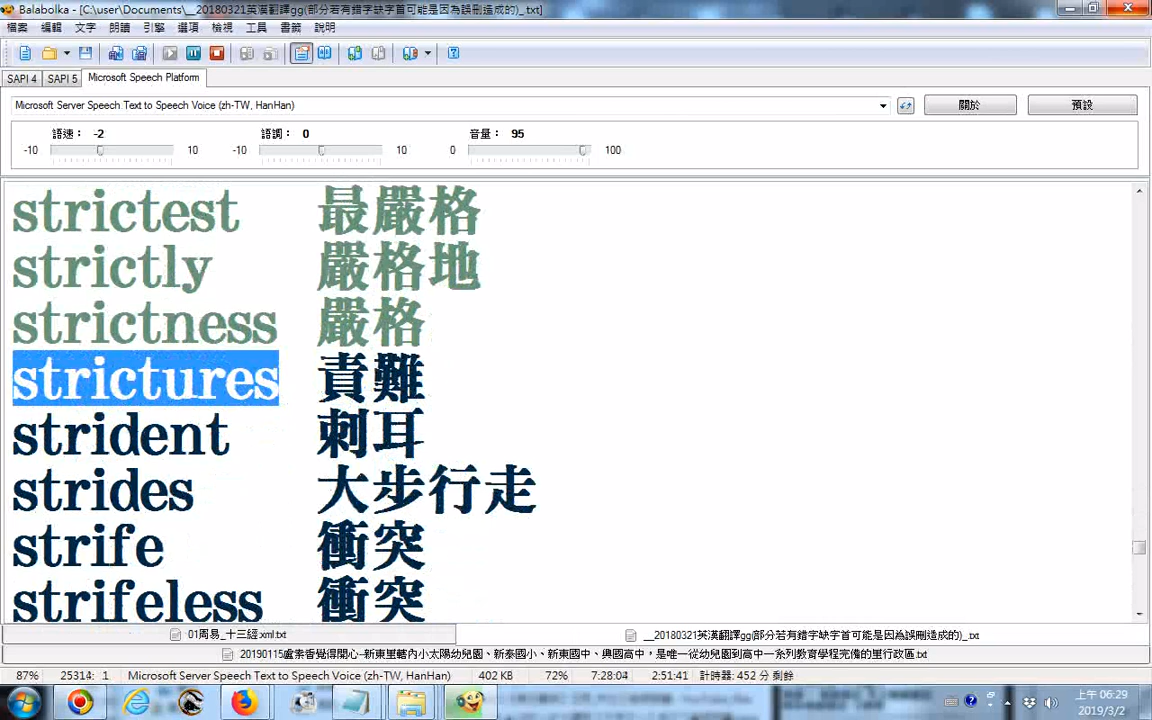 Balabolka - [C:\user\Documents\__20180321英漢翻譯gg(部分若有錯字缺字首可能是因為誤刪造成的)_.txt]
檔案 編輯 文字 朗讀 引擎 選項 檢視 工具 書籤 說明
SAPI 4 SAPI 5 Microsoft Speech Platform
Microsoft Server Speech Text to Speech Voice (zh-TW, HanHan) 關於 預設
語速： -2 語調： 0 音量： 95
-10 10 -10 10 0 100
strictest 最嚴格
strictly 嚴格地
strictness 嚴格
strictures 責難
strident 刺耳
strides 大步行走
strife 衝突
strifeless 衝突
01周易_十三經.xml.txt __20180321英漢翻譯gg(部分若有錯字缺字首可能是因為誤刪造成的)_.txt
20190115盧素香覺得開心-新東里轄內小太陽幼兒園、新泰國小、新東國中、興國高中，是唯一從幼兒園到高中一系列教育學程完備的里行政區.txt
87% 25314: 1 Microsoft Server Speech Text to Speech Voice (zh-TW, HanHan) 402 KB 72% 7:28:04 2:51:41 計時器: 452 分 剩餘
上午 06:29
2019/3/2